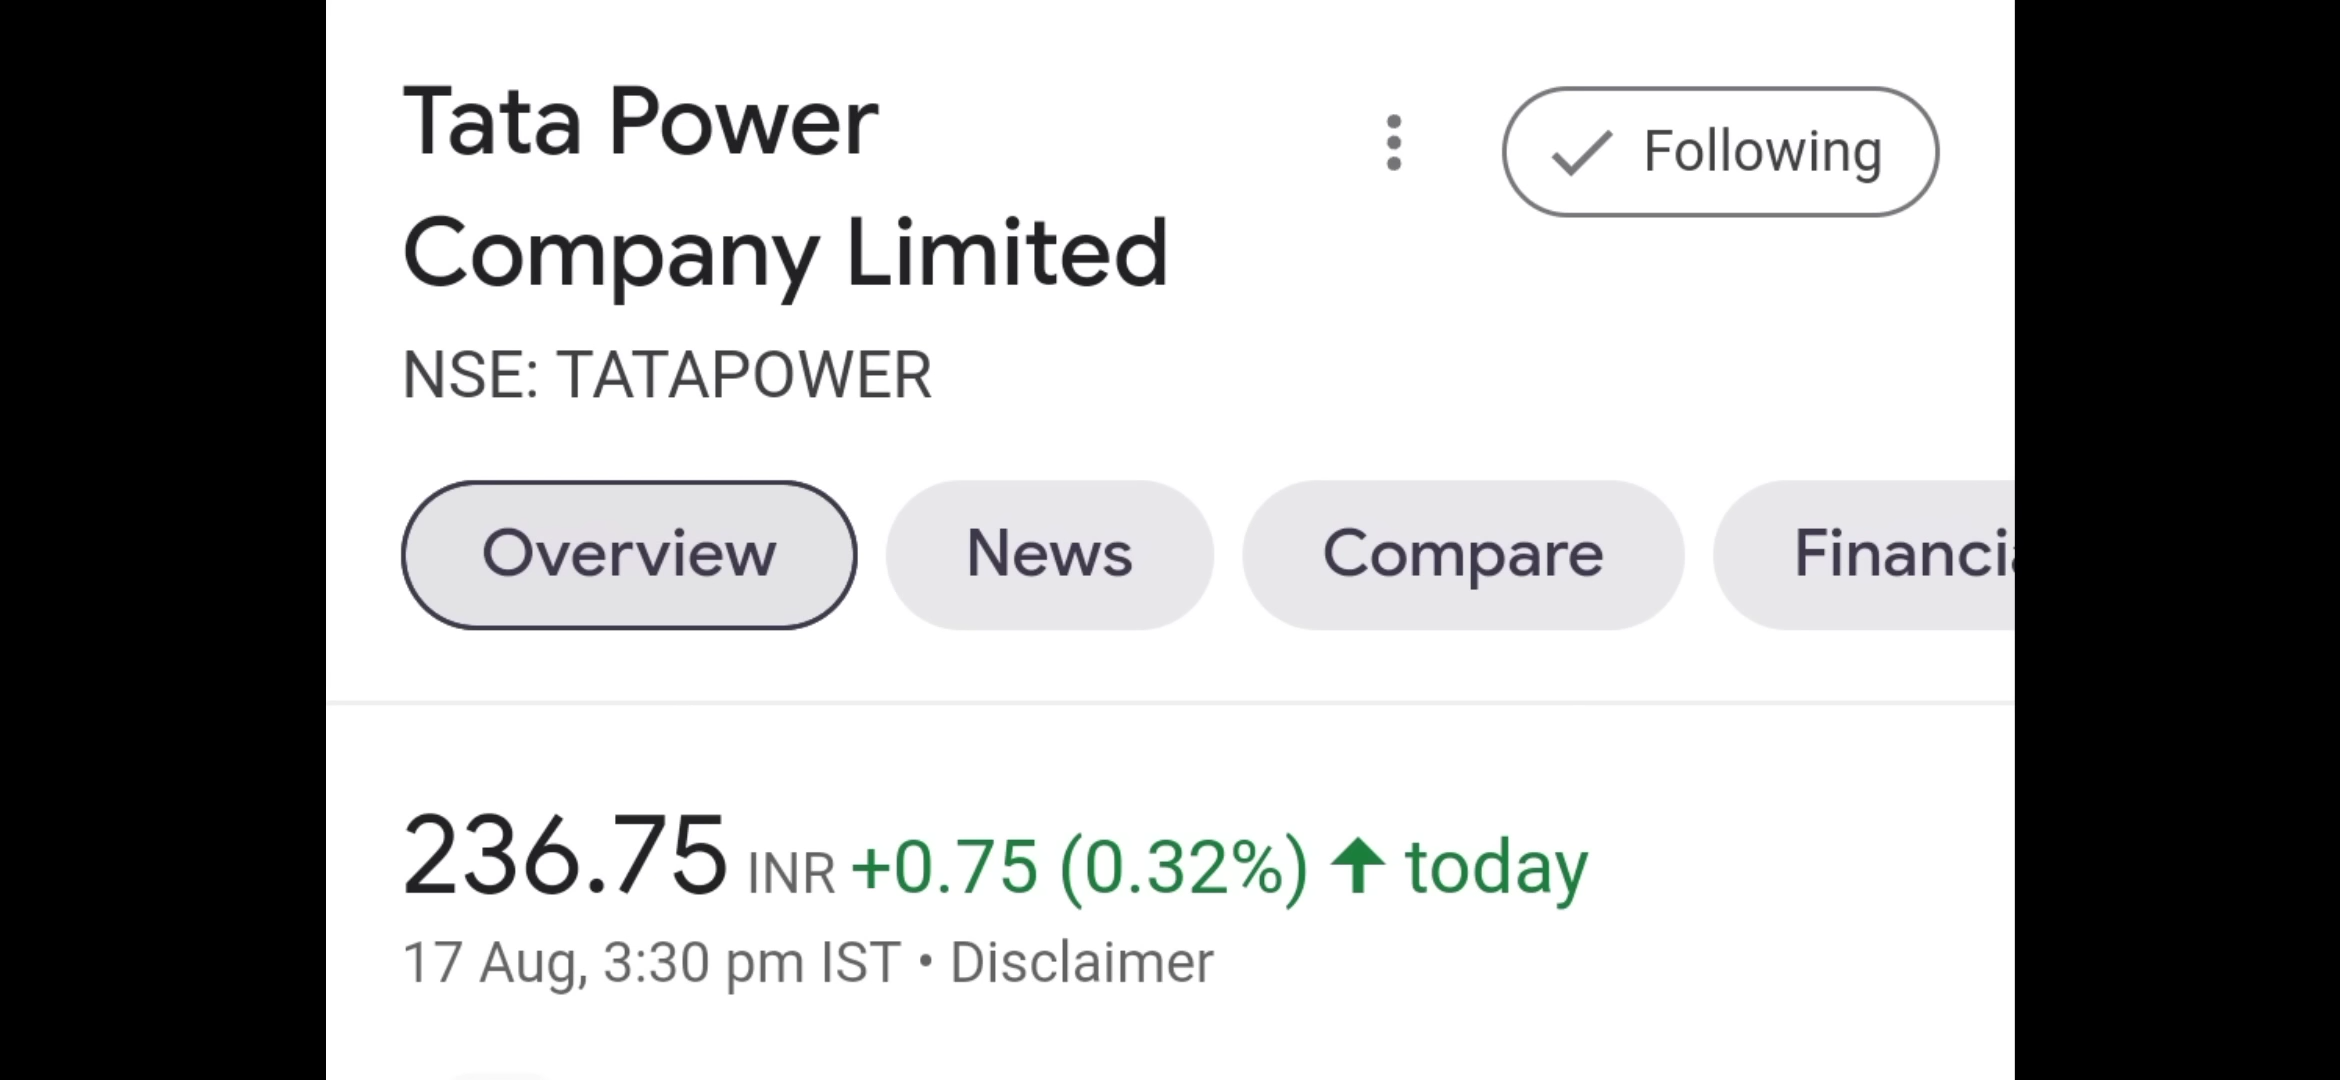 Tata Power
Company Limited
Following
NSE: TATAPOWER
Overview News Compare Financia
236.75 INR +0.75 (0.32%) ↑ today
17 Aug, 3:30 pm IST • Disclaimer